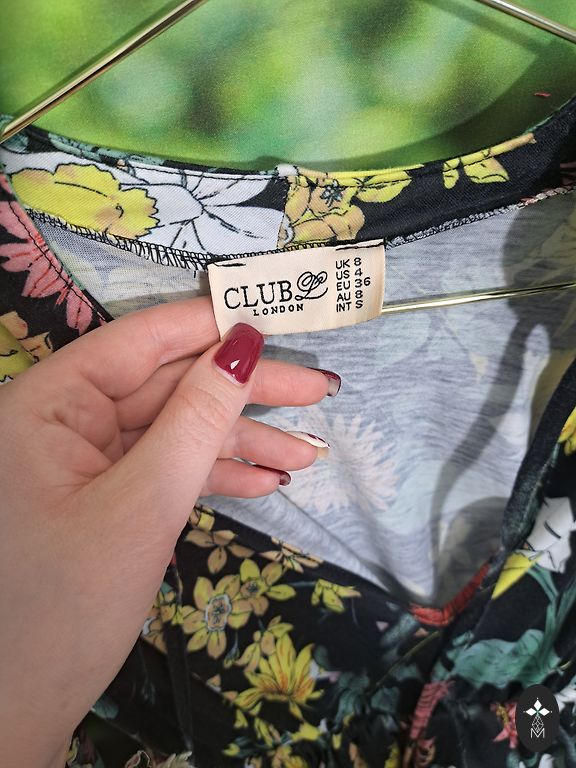 CLUB L
LONDON
UK 8
US 4
EU 36
AU 8
INT S